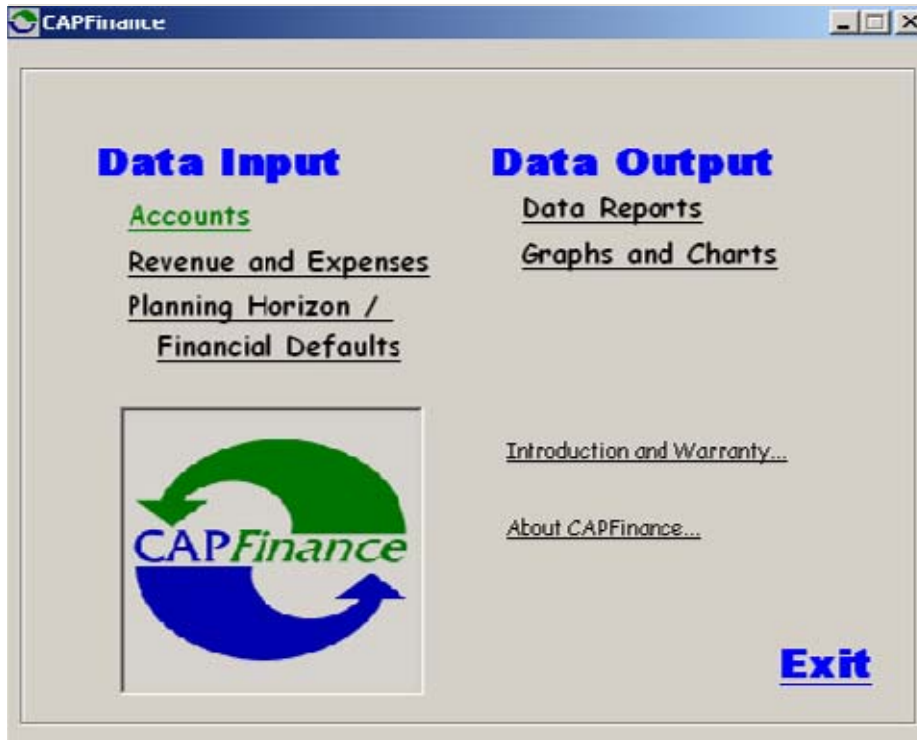 CAPFinance
Data Input
Accounts
Revenue and Expenses
Planning Horizon /
Financial Defaults
Data Output
Data Reports
Graphs and Charts
CAPFinance
Introduction and Warranty...
About CAPFinance...
Exit